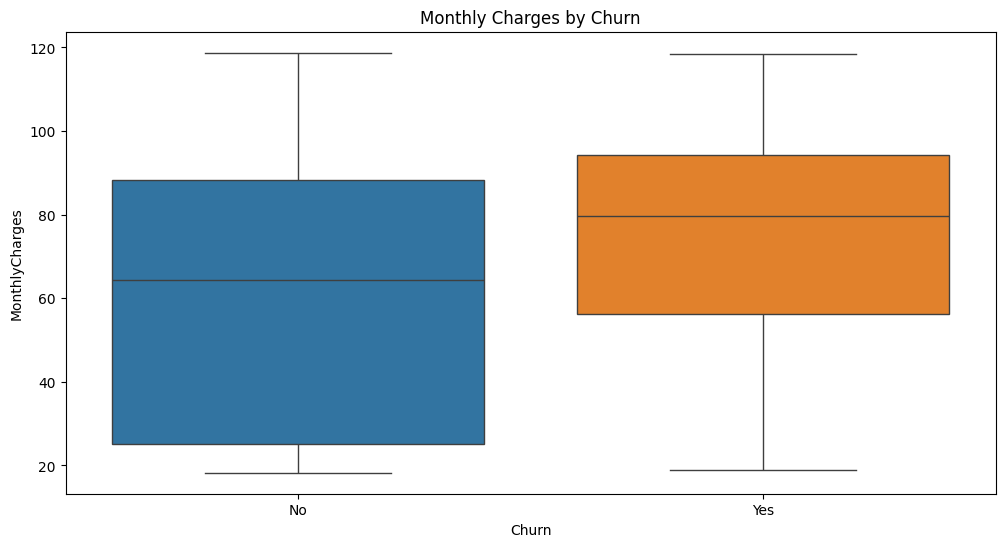 Monthly Charges by Churn
MonthlyCharges
120
100
80
60
40
20
No
Yes
Churn